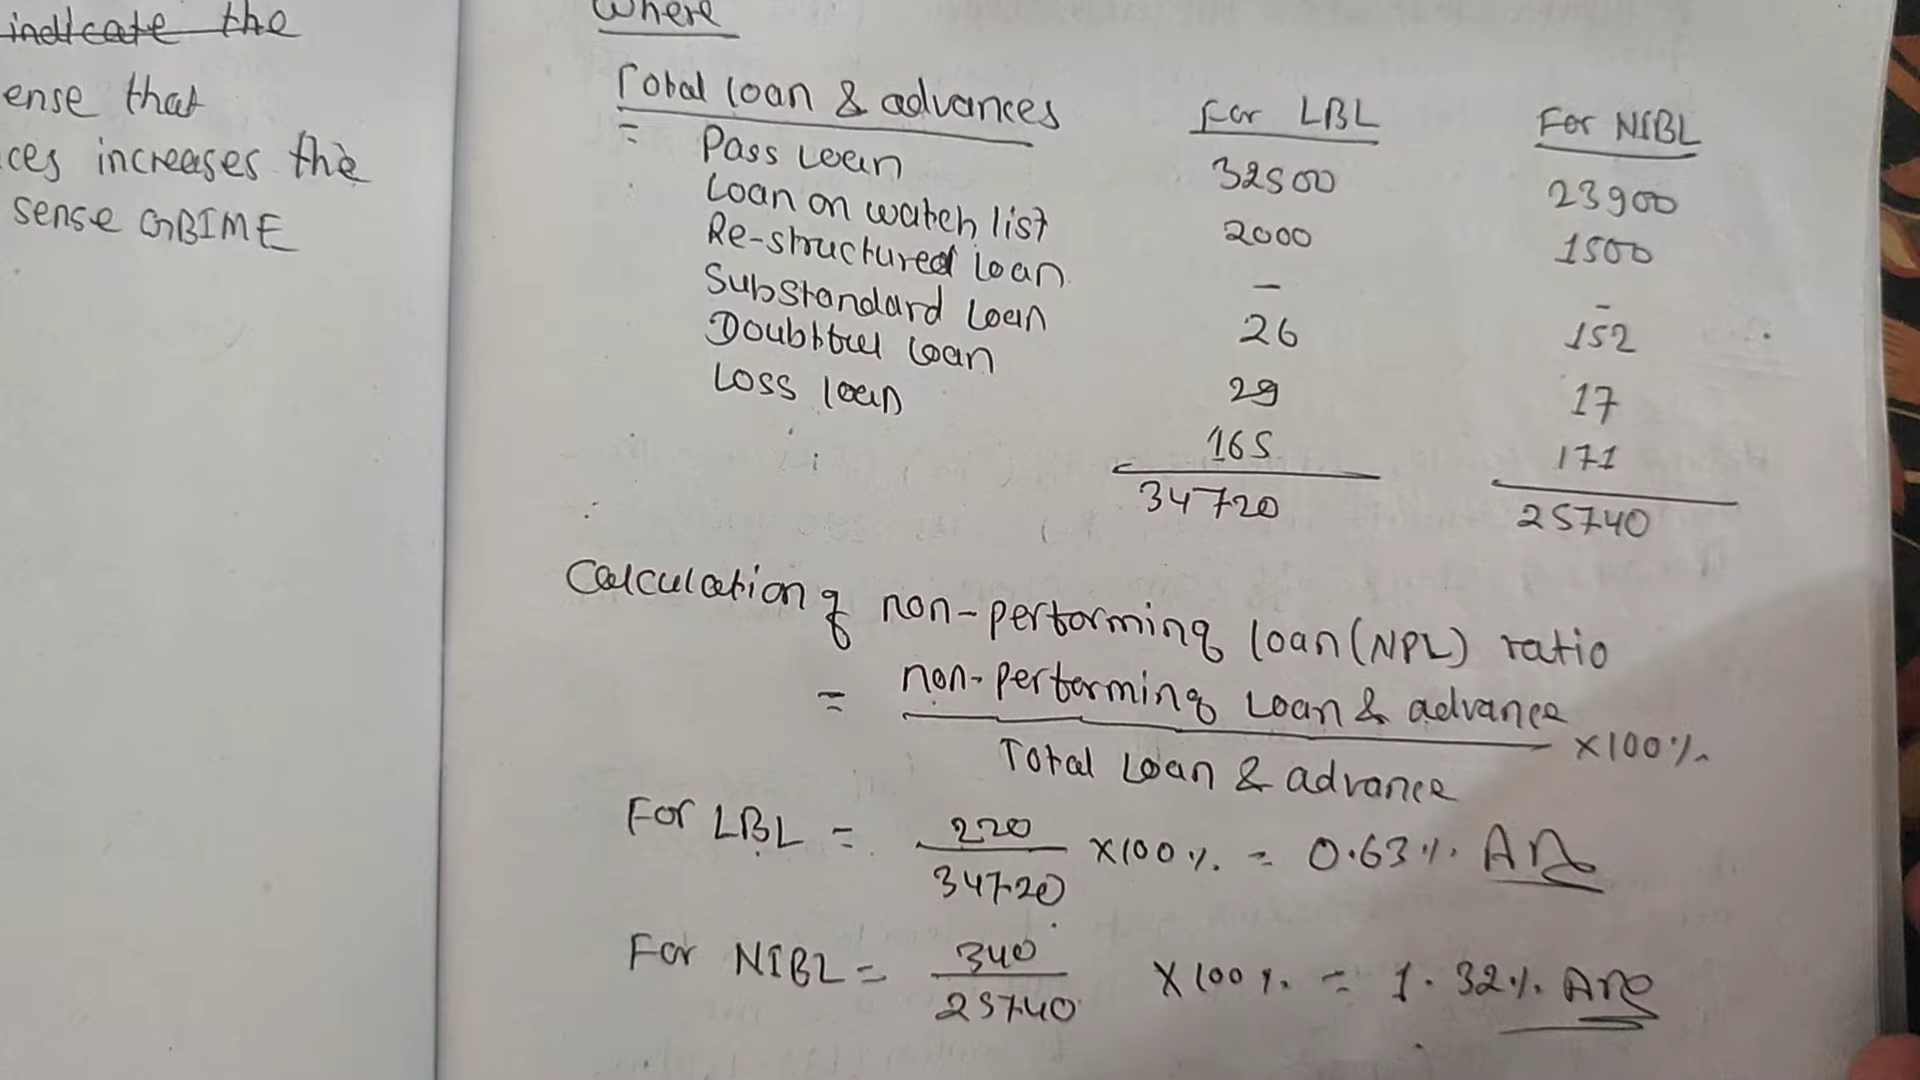 indicate the
ense that
ces increases the
sense GBIME
Where
Total loan & advances For LBL For NIBL
= Pass loan 32500 23900
Loan on watch list 2000 1500
Re-structured loan - -
Substandard loan 26 152
Doubtful loan 29 17
Loss loan 165 171
34720 25740
Calculation of non-performing loan (NPL) ratio
= non-performing Loan & advance
x100%
Total Loan & advance
For LBL = 220 / 34720 x100% = 0.63% Ans
For NIBL = 340 / 25740 x100% = 1.32% Ans